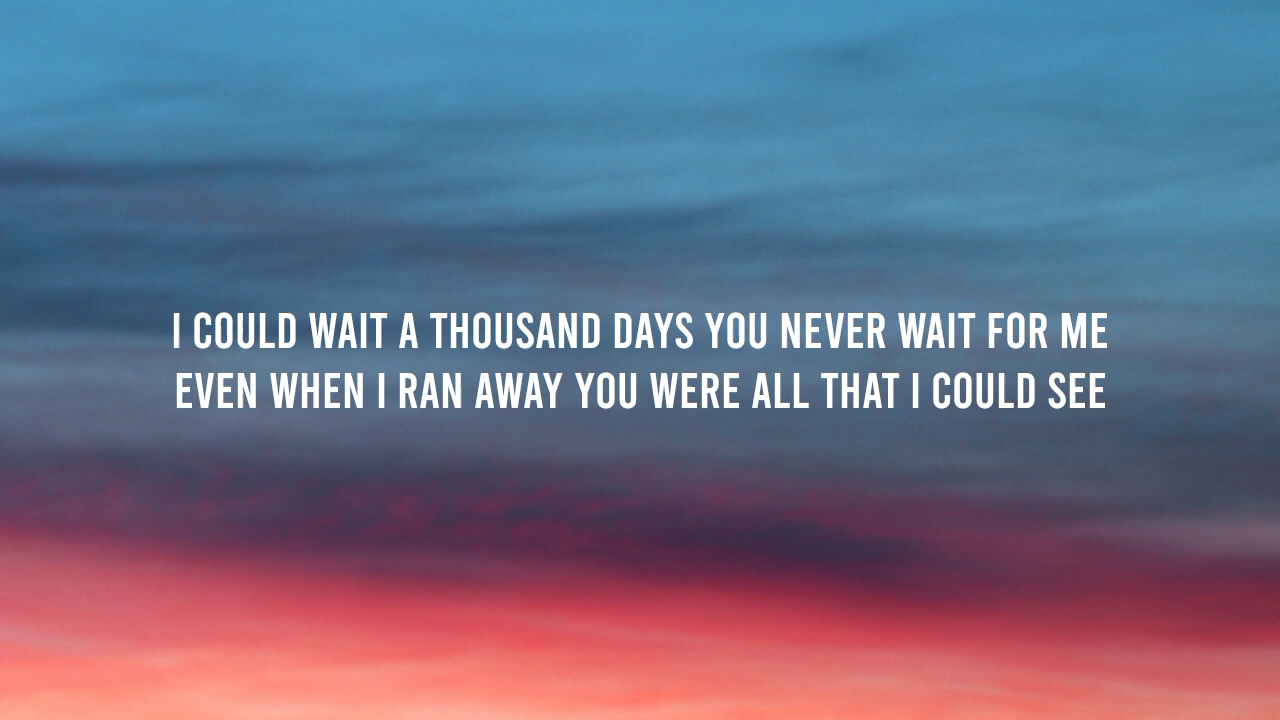 I COULD WAIT A THOUSAND DAYS YOU NEVER WAIT FOR ME
EVEN WHEN I RAN AWAY YOU WERE ALL THAT I COULD SEE